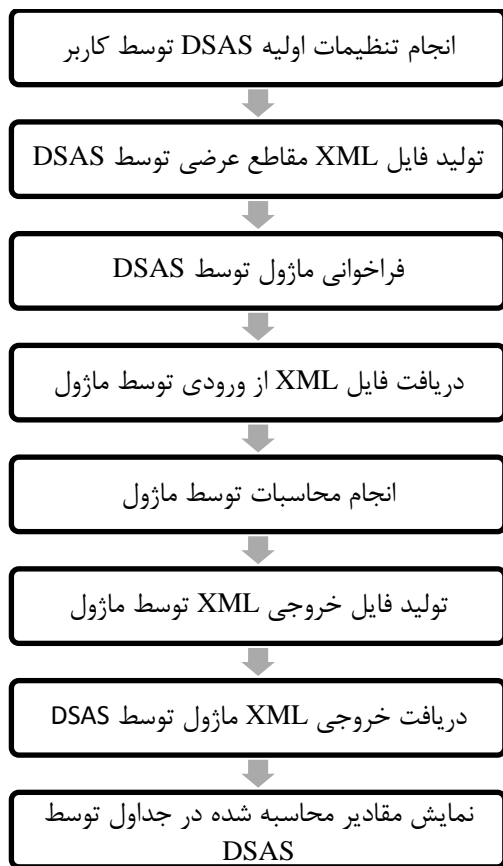 انجام تنظیمات اولیه DSAS توسط کاربر
تولید فایل XML مقاطع عرضی توسط DSAS
فراخوانی ماژول توسط DSAS
دریافت فایل XML از ورودی توسط ماژول
انجام محاسبات توسط ماژول
تولید فایل خروجی XML توسط ماژول
دریافت خروجی XML ماژول توسط DSAS
نمایش مقادیر محاسبه شده در جداول توسط
DSAS